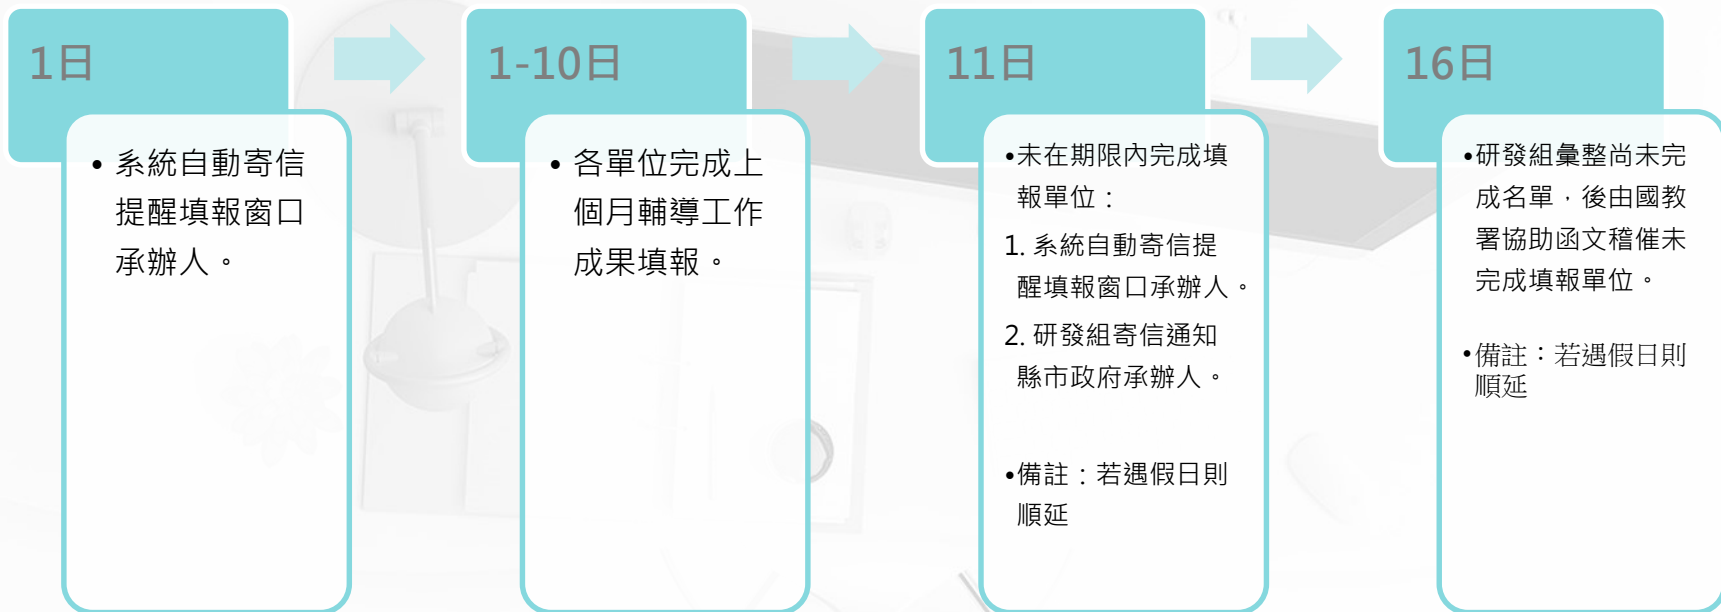 1日
• 系統自動寄信
提醒填報窗口
承辦人。
1-10日
• 各單位完成上
個月輔導工作
成果填報。
11日
•未在期限內完成填
報單位：
1. 系統自動寄信提
醒填報窗口承辦人。
2. 研發組寄信通知
縣市政府承辦人。
•備註：若遇假日則
順延
16日
•研發組彙整尚未完
成名單，後由國教
署協助函文稽催未
完成填報單位。
•備註：若遇假日則
順延